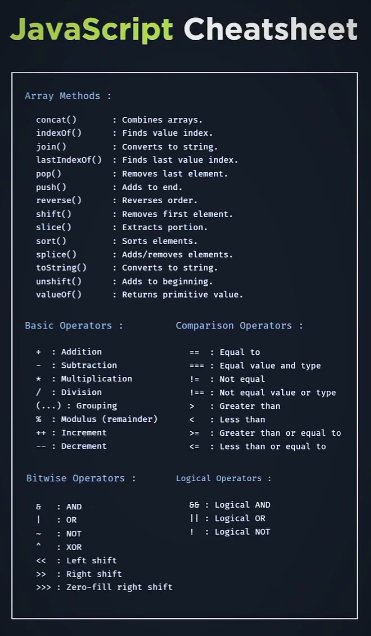 JavaScript Cheatsheet
Array Methods :
concat() : Combines arrays.
indexOf() : Finds value index.
join() : Converts to string.
lastIndexOf() : Finds last value index.
pop() : Removes last element.
push() : Adds to end.
reverse() : Reverses order.
shift() : Removes first element.
slice() : Extracts portion.
sort() : Sorts elements.
splice() : Adds/removes elements.
toString() : Converts to string.
unshift() : Adds to beginning.
valueOf() : Returns primitive value.
Basic Operators :
+ : Addition
- : Subtraction
* : Multiplication
/ : Division
(...) : Grouping
% : Modulus (remainder)
++ : Increment
-- : Decrement
Comparison Operators :
== : Equal to
=== : Equal value and type
!= : Not equal
!== : Not equal value or type
> : Greater than
< : Less than
>= : Greater than or equal to
<= : Less than or equal to
Bitwise Operators :
& : AND
| : OR
~ : NOT
^ : XOR
<< : Left shift
>> : Right shift
>>> : Zero-fill right shift
Logical Operators :
&& : Logical AND
|| : Logical OR
! : Logical NOT